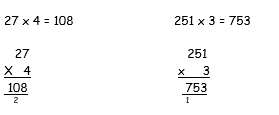 27 x 4 = 108
27
X 4
108
2
251 x 3 = 753
251
x 3
753
1